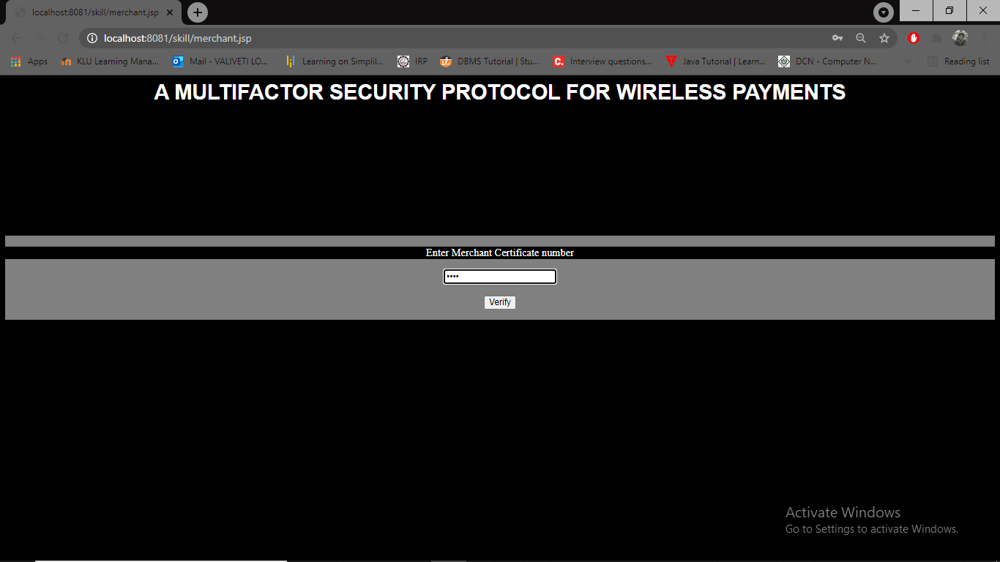 localhost:8081/skill/merchant.jsp
localhost:8081/skill/merchant.jsp
Apps KLU Learning Mana... Mail - VALIVETI LO... Learning on Simplil... IRP DBMS Tutorial | Stu... Interview questions... Java Tutorial | Learn... DCN - Computer N... » Reading list
A MULTIFACTOR SECURITY PROTOCOL FOR WIRELESS PAYMENTS
Enter Merchant Certificate number
••••
Verify
Activate Windows
Go to Settings to activate Windows.